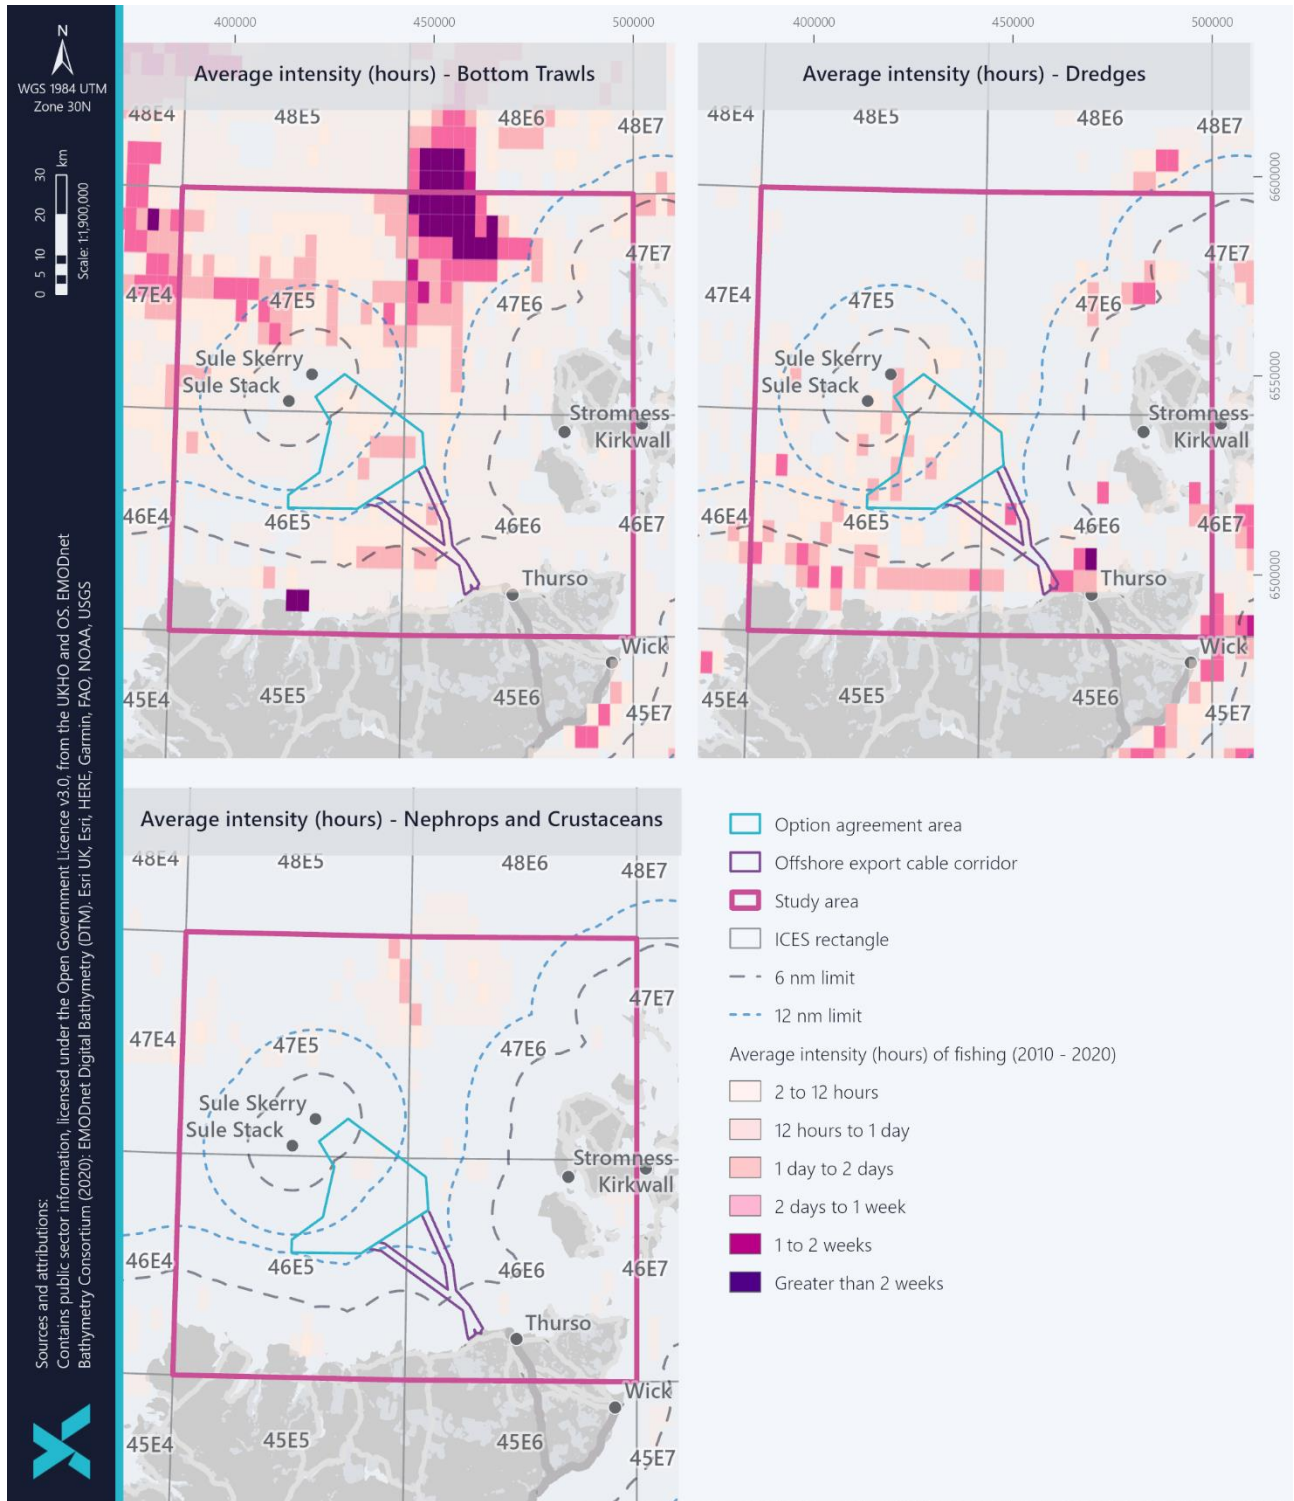 N
WGS 1984 UTM
Zone 30N
0 5 10 20 30 km
Scale: 1:1,900,000
Sources and attributions:
Contains public sector information, licensed under the Open Government Licence v3.0, from the UKHO and OS. EMODnet
Bathymetry Consortium (2020): EMODnet Digital Bathymetry (DTM). Esri UK, Esri, HERE, Garmin, FAO, NOAA, USGS
400000 450000 500000
400000 450000 500000
Average intensity (hours) - Bottom Trawls
48E4 48E5 48E6 48E7
47E7
47E4 47E5 47E6
Sule Skerry
Sule Stack
Stromness
Kirkwall
46E4 46E5 46E6 46E7
Thurso
Wick
45E4 45E5 45E6 45E7
Average intensity (hours) - Dredges
48E4 48E5 48E6 48E7
47E7
47E4 47E5 47E6
Sule Skerry
Sule Stack
Stromness
Kirkwall
46E4 46E5 46E6 46E7
Thurso
Wick
45E4 45E5 45E6 45E7
6600000
6550000
6500000
Average intensity (hours) - Nephrops and Crustaceans
48E4 48E5 48E6 48E7
47E7
47E4 47E5 47E6
Sule Skerry
Sule Stack
Stromness
Kirkwall
46E4 46E5 46E6 46E7
Thurso
Wick
45E4 45E5 45E6 45E7
Option agreement area
Offshore export cable corridor
Study area
ICES rectangle
6 nm limit
12 nm limit
Average intensity (hours) of fishing (2010 - 2020)
2 to 12 hours
12 hours to 1 day
1 day to 2 days
2 days to 1 week
1 to 2 weeks
Greater than 2 weeks